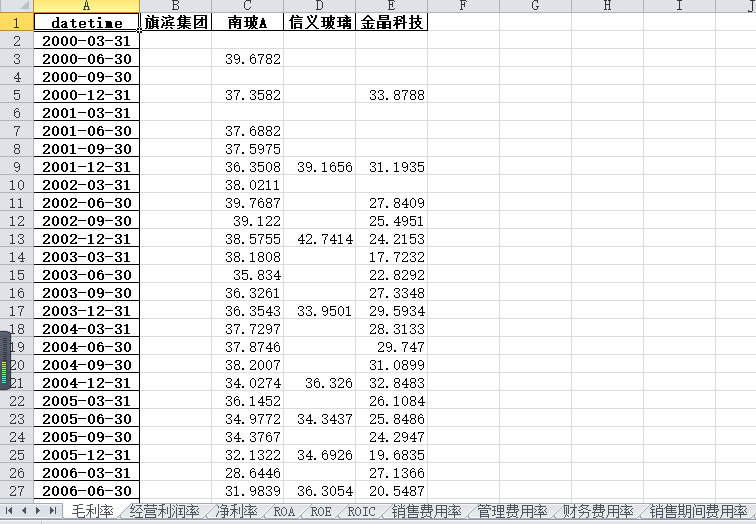 A B C D E F G H I J
1 datetime 旗滨集团 南玻A 信义玻璃 金晶科技
2 2000-03-31
3 2000-06-30 39.6782
4 2000-09-30
5 2000-12-31 37.3582 33.8788
6 2001-03-31
7 2001-06-30 37.6882
8 2001-09-30 37.5975
9 2001-12-31 36.3508 39.1656 31.1935
10 2002-03-31 38.0211
11 2002-06-30 39.7687 27.8409
12 2002-09-30 39.122 25.4951
13 2002-12-31 38.5755 42.7414 24.2153
14 2003-03-31 38.1808 17.7232
15 2003-06-30 35.834 22.8292
16 2003-09-30 36.3261 27.3348
17 2003-12-31 36.3543 33.9501 29.5934
18 2004-03-31 37.7297 28.3133
19 2004-06-30 37.8746 29.747
20 2004-09-30 38.2007 31.0899
21 2004-12-31 34.0274 36.326 32.8483
22 2005-03-31 36.1452 26.1084
23 2005-06-30 34.9772 34.3437 25.8486
24 2005-09-30 34.3767 24.2947
25 2005-12-31 32.1322 34.6926 19.6835
26 2006-03-31 28.6446 27.1366
27 2006-06-30 31.9839 36.3054 20.5487
毛利率 经营利润率 净利率 ROA ROE ROIC 销售费用率 管理费用率 财务费用率 销售期间费用率